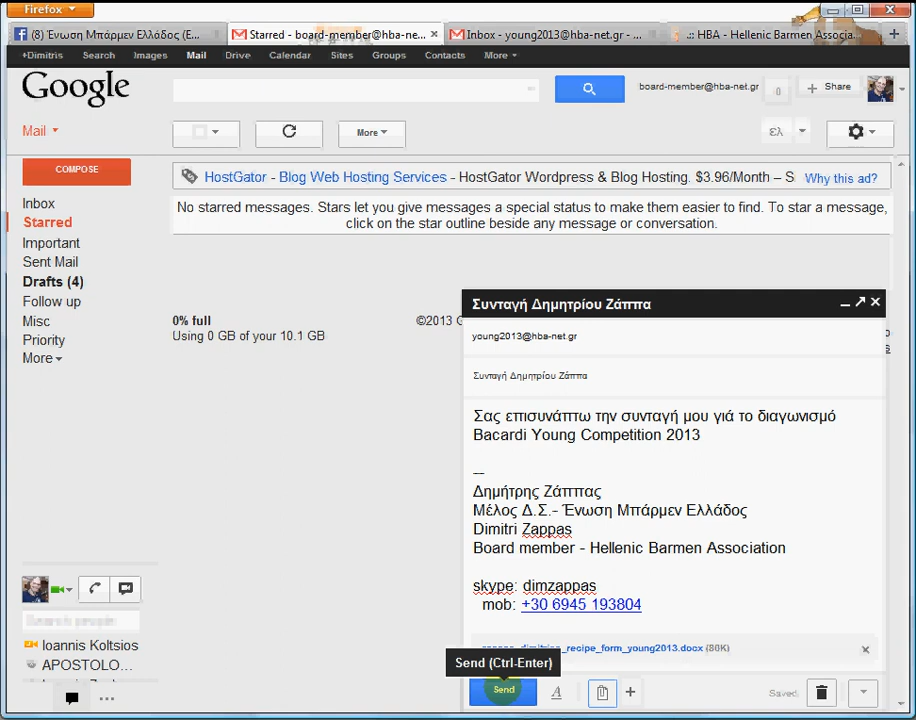 Firefox
(8) Ένωση Μπάρμεν Ελλάδος (Ε...
Starred - board-member@hba-ne...
Inbox - young2013@hba-net.gr - ...
.:: HBA - Hellenic Barmen Associa...
+Dimitris Search Images Mail Drive Calendar Sites Groups Contacts More
Google
board-member@hba-net.gr
0
+ Share
Mail
More
Ελ
COMPOSE
HostGator - Blog Web Hosting Services - HostGator Wordpress & Blog Hosting. $3.96/Month – S
Why this ad?
No starred messages. Stars let you give messages a special status to make them easier to find. To star a message,
click on the star outline beside any message or conversation.
Inbox
Starred
Important
Sent Mail
Drafts (4)
Follow up
Misc
Priority
More
0% full
Using 0 GB of your 10.1 GB
©2013 G
Συνταγή Δημητρίου Ζάππα
young2013@hba-net.gr
Συνταγή Δημητρίου Ζάππα
Σας επισυνάπτω την συνταγή μου γιά το διαγωνισμό
Bacardi Young Competition 2013
--
Δημήτρης Ζάππας
Μέλος Δ.Σ.- Ένωση Μπάρμεν Ελλάδος
Dimitri Zappas
Board member - Hellenic Barmen Association
skype: dimzappas
mob: +30 6945 193804
_recipe_form_young2013.docx (80K)
Send (Ctrl-Enter)
Send
Saved
Search people
Ioannis Koltsios
APOSTOLO...